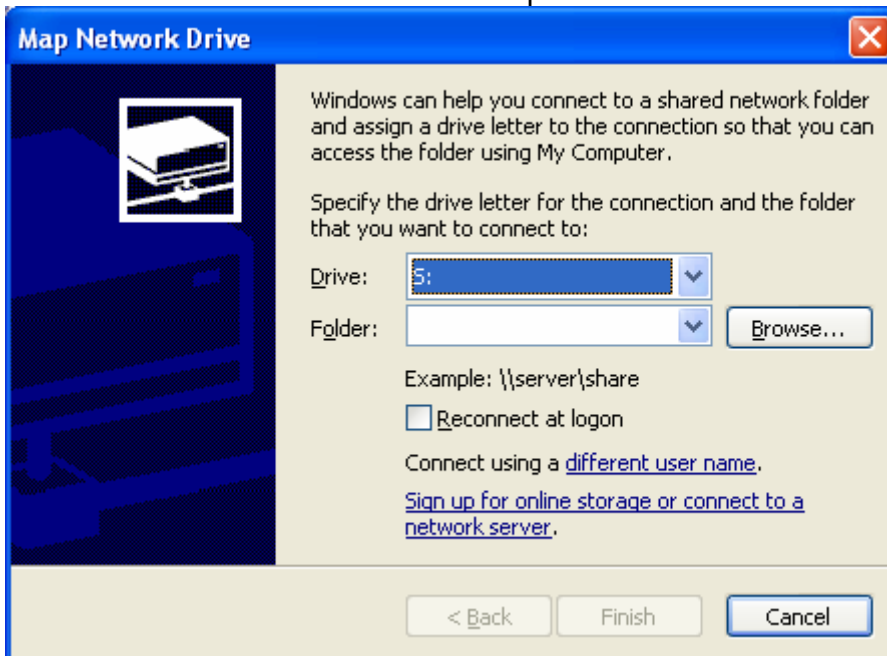 Map Network Drive
Windows can help you connect to a shared network folder
and assign a drive letter to the connection so that you can
access the folder using My Computer.
Specify the drive letter for the connection and the folder
that you want to connect to:
Drive: S:
Folder: Browse...
Example: \\server\share
Reconnect at logon
Connect using a different user name.
Sign up for online storage or connect to a
network server.
< Back Finish Cancel